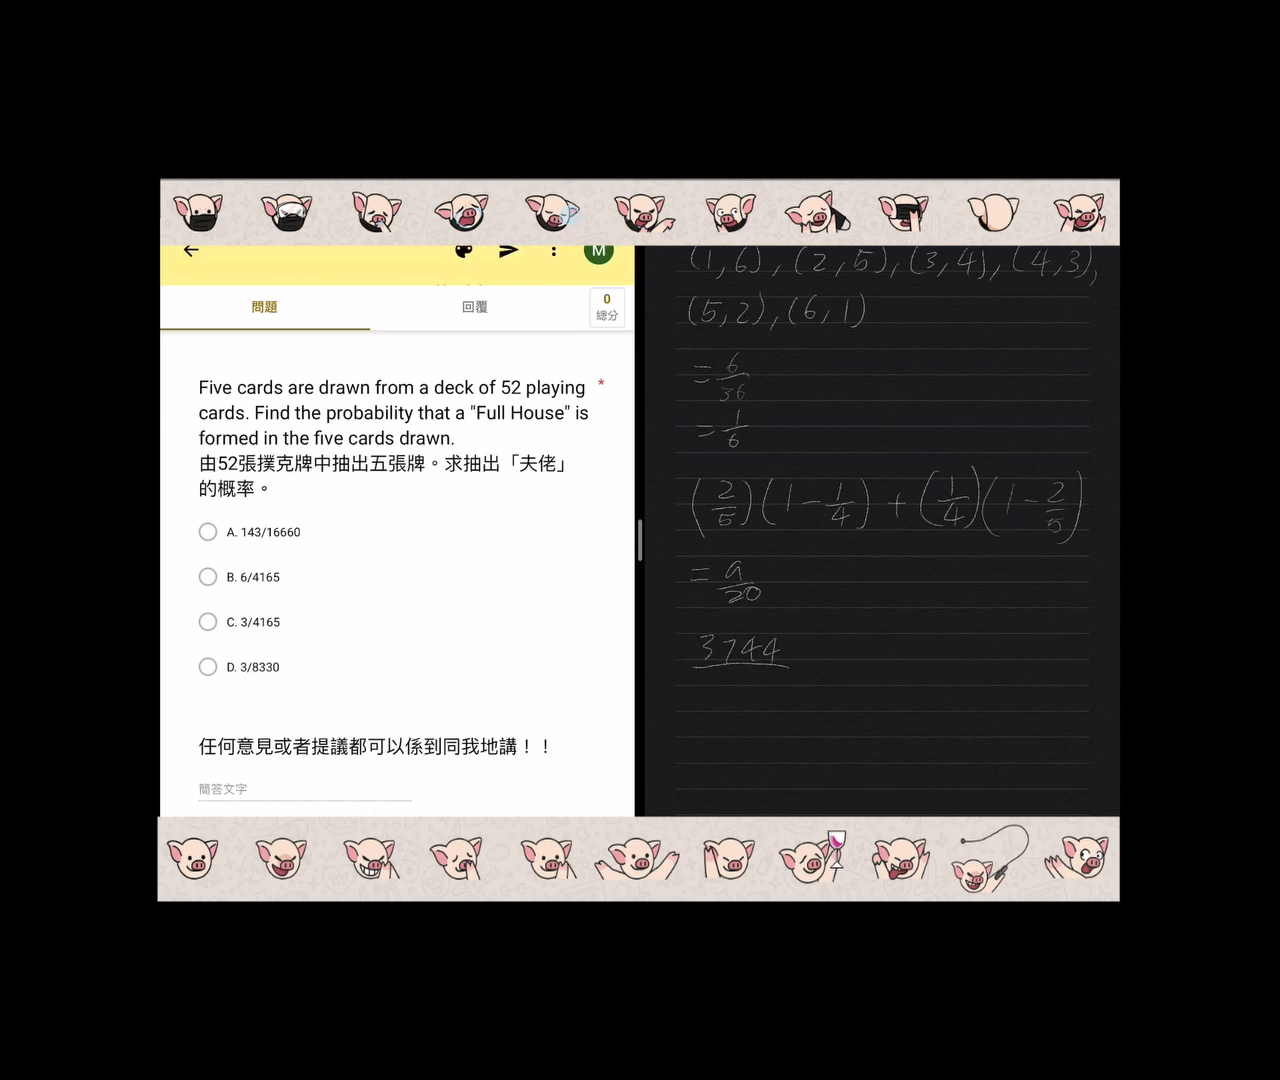 M
問題
回覆
0
總分
Five cards are drawn from a deck of 52 playing *
cards. Find the probability that a "Full House" is
formed in the five cards drawn.
由52張撲克牌中抽出五張牌。求抽出「夫佬」
的概率。
A. 143/16660
B. 6/4165
C. 3/4165
D. 3/8330
任何意見或者提議都可以係到同我地講！！
簡答文字
(1,6), (2,5), (3,4), (4,3),
(5,2), (6,1)
= 6/36
= 1/6
(2/5)(1-1/4) + (1/4)(1-2/5)
= 9/20
3744